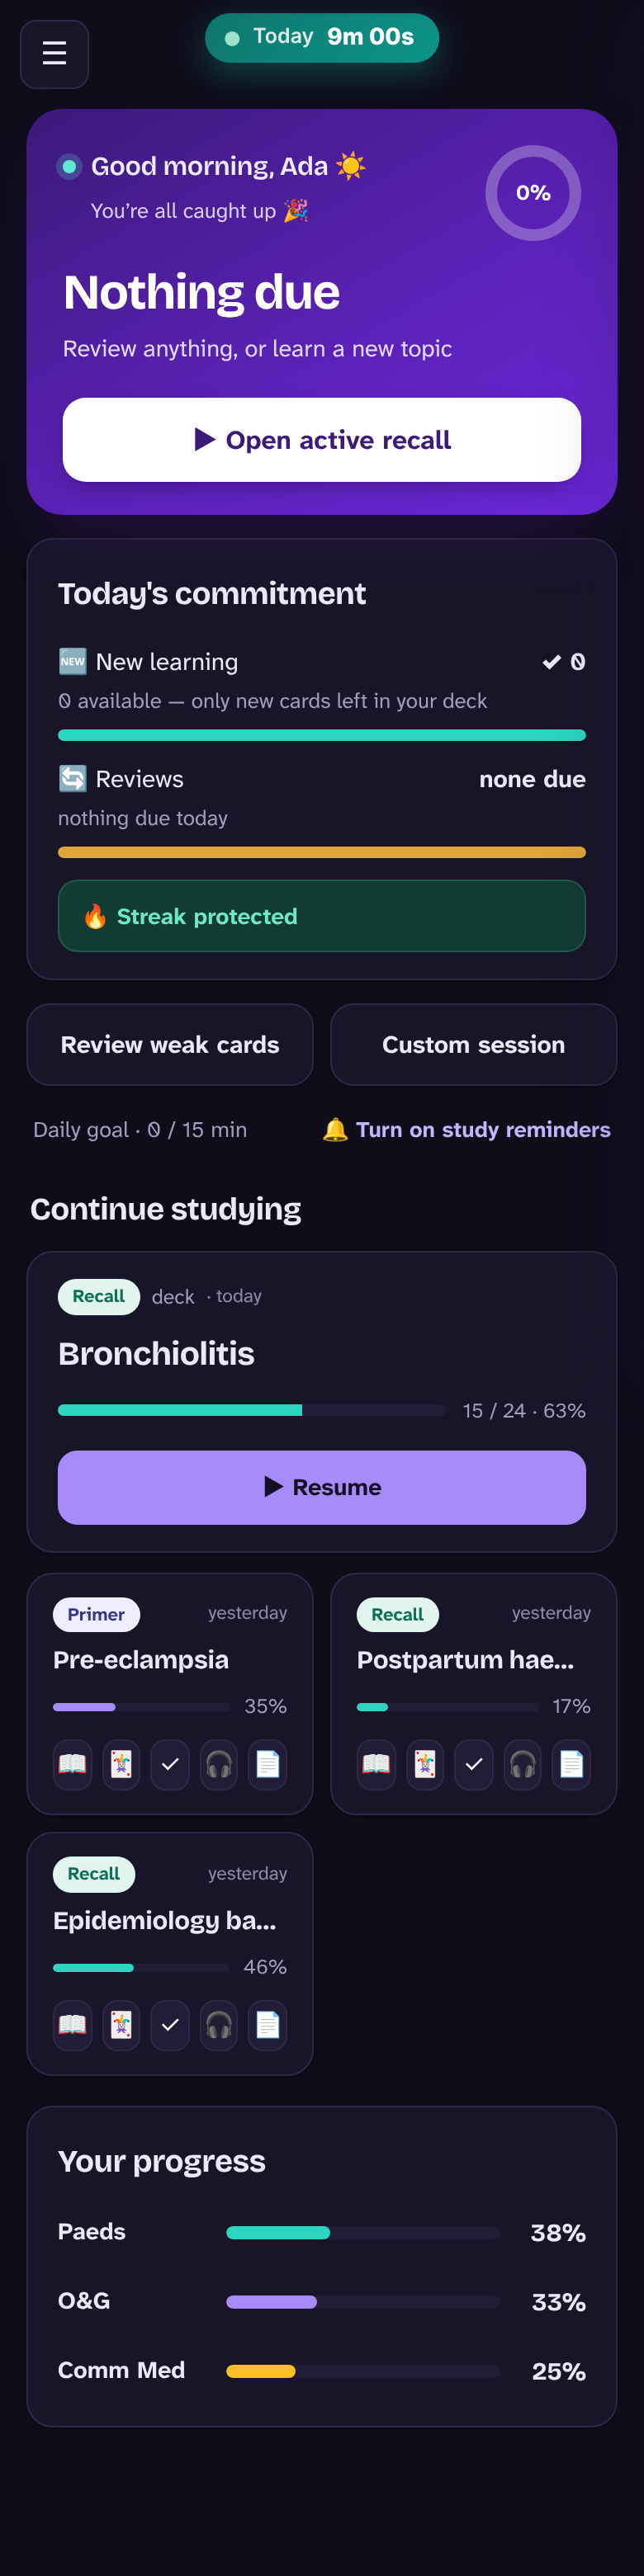 ☰
Today 9m 00s
Good morning, Ada ☀️
You’re all caught up 🎉
0%
Nothing due
Review anything, or learn a new topic
▶ Open active recall
Today's commitment
🆕 New learning ✓ 0
0 available — only new cards left in your deck
🔄 Reviews none due
nothing due today
🔥 Streak protected
Review weak cards
Custom session
Daily goal · 0 / 15 min
🔔 Turn on study reminders
Continue studying
Recall deck · today
Bronchiolitis
15 / 24 · 63%
▶ Resume
Primer yesterday
Pre-eclampsia
35%
📖 🃏 ✓ 🎧 📄
Recall yesterday
Postpartum hae...
17%
📖 🃏 ✓ 🎧 📄
Recall yesterday
Epidemiology ba...
46%
📖 🃏 ✓ 🎧 📄
Your progress
Paeds 38%
O&G 33%
Comm Med 25%